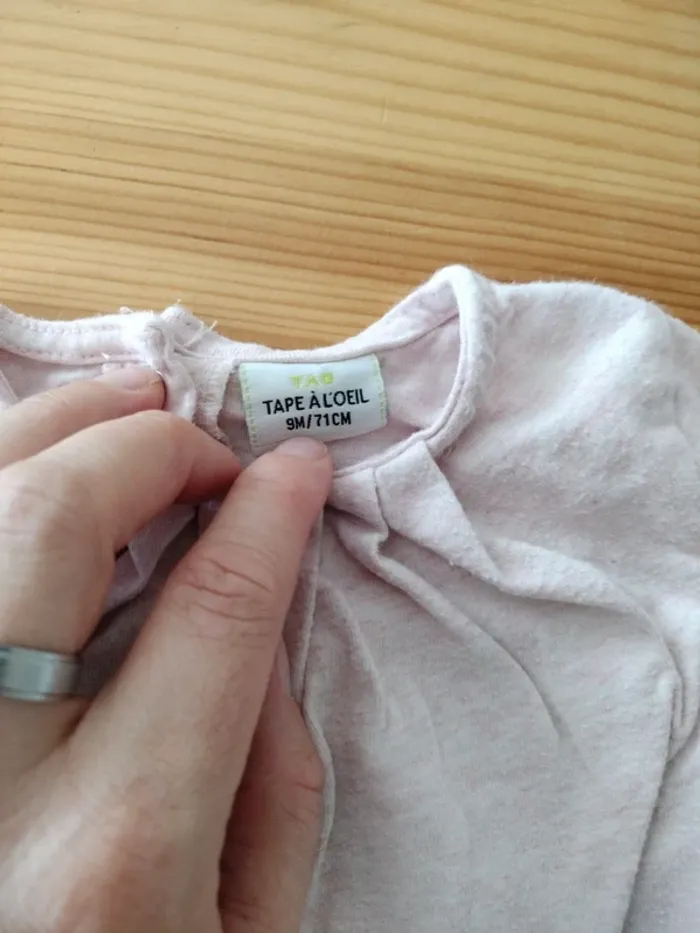 TAO
TAPE À L'OEIL
9M/71CM